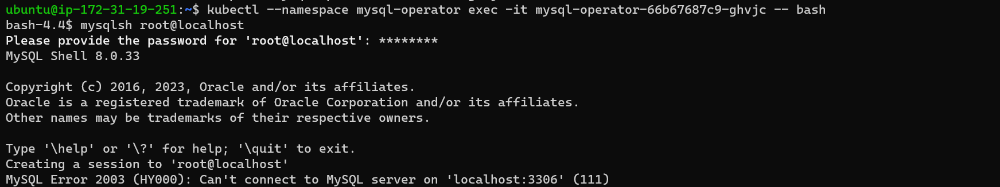 ubuntu@ip-172-31-19-251:~$ kubectl --namespace mysql-operator exec -it mysql-operator-66b67687c9-ghvjc -- bash
bash-4.4$ mysqlsh root@localhost
Please provide the password for 'root@localhost': ********
MySQL Shell 8.0.33
Copyright (c) 2016, 2023, Oracle and/or its affiliates.
Oracle is a registered trademark of Oracle Corporation and/or its affiliates.
Other names may be trademarks of their respective owners.
Type '\help' or '\?' for help; '\quit' to exit.
Creating a session to 'root@localhost'
MySQL Error 2003 (HY000): Can't connect to MySQL server on 'localhost:3306' (111)